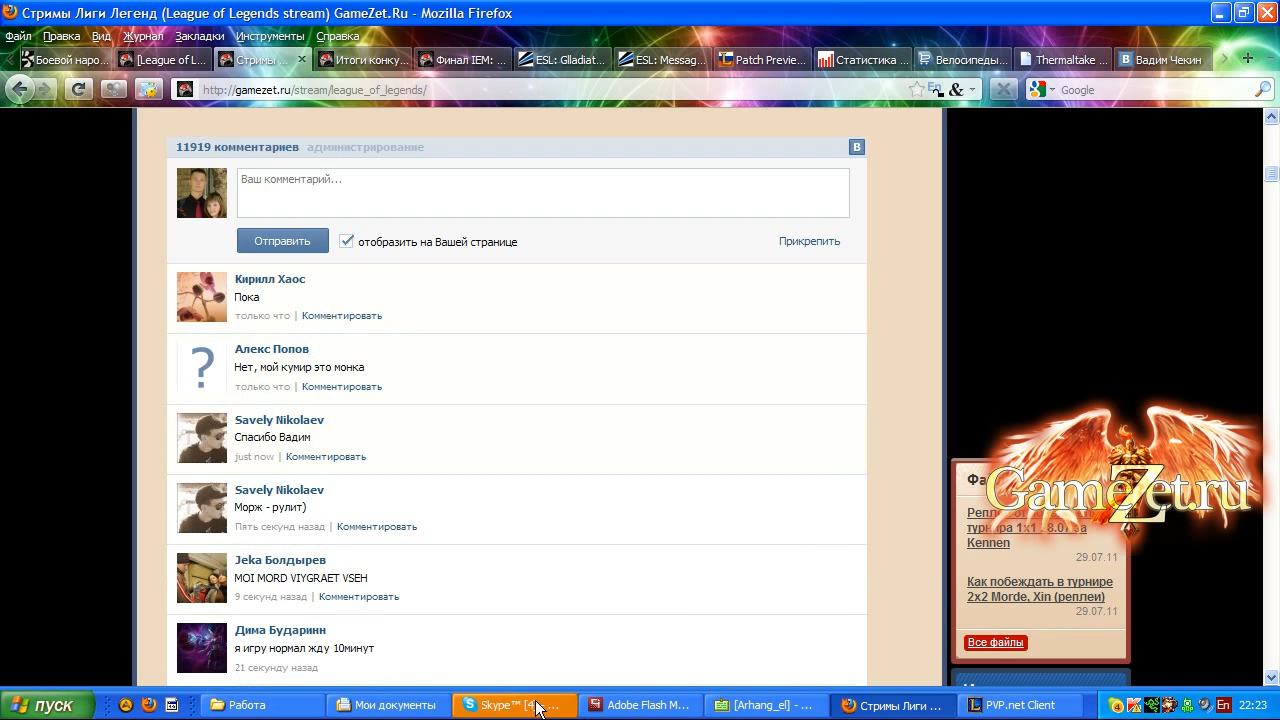 Стримы Лиги Легенд (League of Legends stream) GameZet.Ru - Mozilla Firefox
Файл Правка Вид Журнал Закладки Инструменты Справка
Боевой наро...
[League of L...
Стримы ...
Итоги конку...
Финал IEM: ...
ESL: Glladiat...
ESL: Messag...
Patch Previe...
Статистика ...
Велосипеды...
Thermaltake ...
Вадим Чекин
http://gamezet.ru/stream/league_of_legends/
Google
11919 комментариев администрирование
В
Ваш комментарий...
Отправить
отобразить на Вашей странице
Прикрепить
Кирилл Хаос
Пока
только что | Комментировать
Алекс Попов
Нет, мой кумир это монка
только что | Комментировать
Savely Nikolaev
Спасибо Вадим
just now | Комментировать
Savely Nikolaev
Морж - рулит)
Пять секунд назад | Комментировать
Jeka Болдырев
MOI MORD VIYGRAET VSEH
9 секунд назад | Комментировать
Дима Бударинн
я игру вормал жду 10минут
21 секунду назад
GameZet.ru
турнира 1x1
Kennen
29.07.11
Как побеждать в турнире
2x2 Morde, Xin (реплеи)
29.07.11
Все файлы
пуск
Работа
Мои документы
Skype™ [4]
Adobe Flash M...
[Arhang_el] - ...
Стримы Лиги ...
PVP.net Client
En
22:23